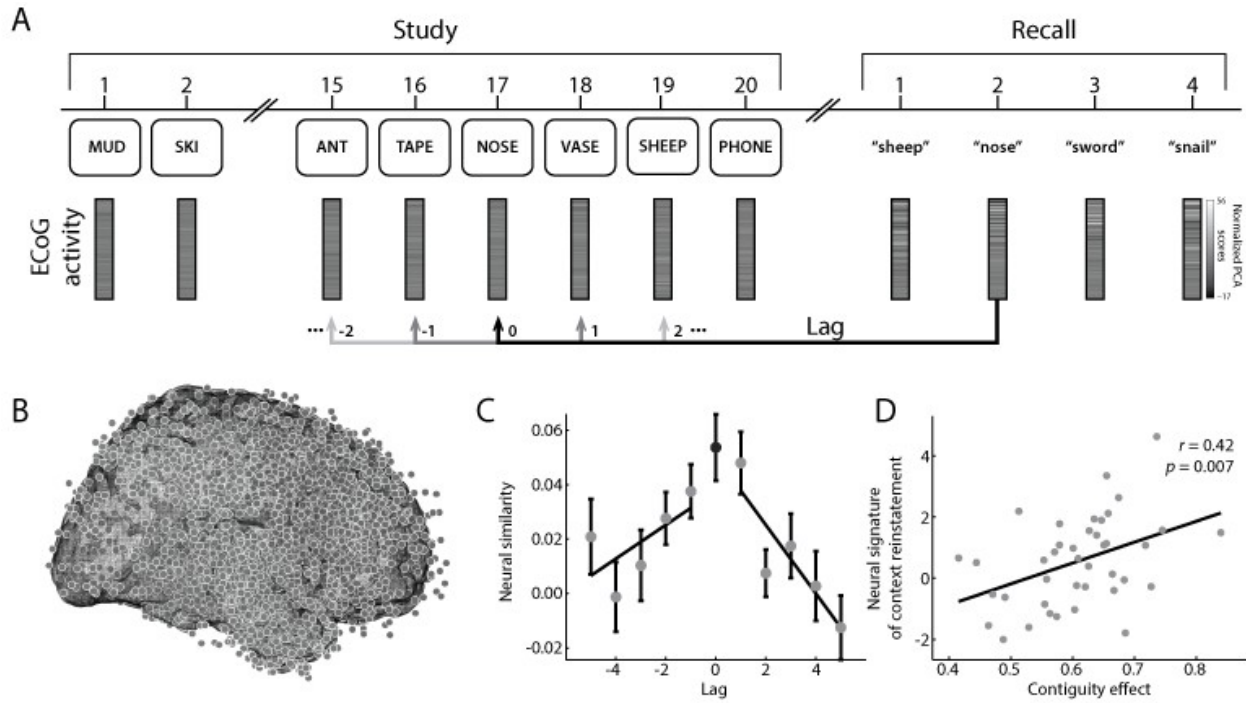 A
Study
Recall
1 2 15 16 17 18 19 20 1 2 3 4
MUD SKI ANT TAPE NOSE VASE SHEEP PHONE "sheep" "nose" "sword" "snail"
ECoG
activity
56
-17
Normalized PCA
scores
... -2 -1 0 1 2 ... Lag
B
C
Neural similarity
0.06
0.04
0.02
0.00
-0.02
-4 -2 0 2 4
Lag
D
r = 0.42
p = 0.007
Neural signature
of context reinstatement
4
2
0
-2
0.4 0.5 0.6 0.7 0.8
Contiguity effect